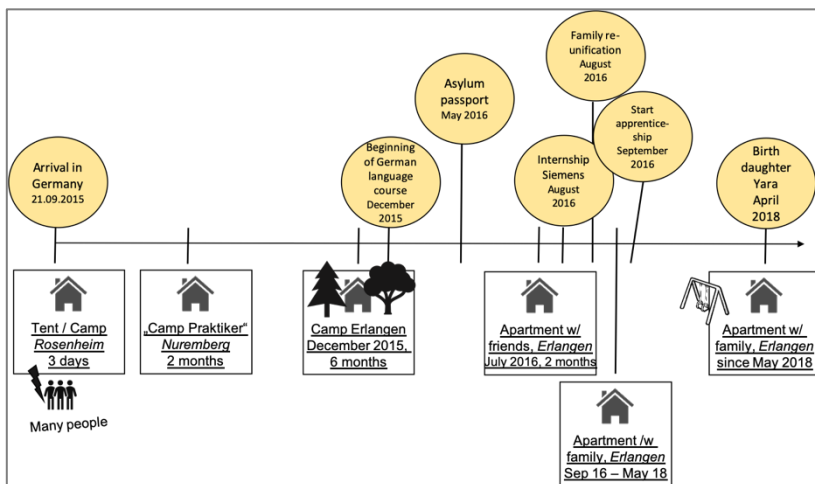 Arrival in
Germany
21.09.2015
Beginning
of German
language
course
December
2015
Asylum
passport
May 2016
Internship
Siemens
August
2016
Family re-
unification
August
2016
Start
apprentice-
ship
September
2016
Birth
daughter
Yara
April
2018
Tent / Camp
Rosenheim
3 days
Many people
„Camp Praktiker“
Nuremberg
2 months
Camp Erlangen
December 2015,
6 months
Apartment w/
friends, Erlangen
July 2016, 2 months
Apartment /w
family, Erlangen
Sep 16 – May 18
Apartment w/
family, Erlangen
since May 2018